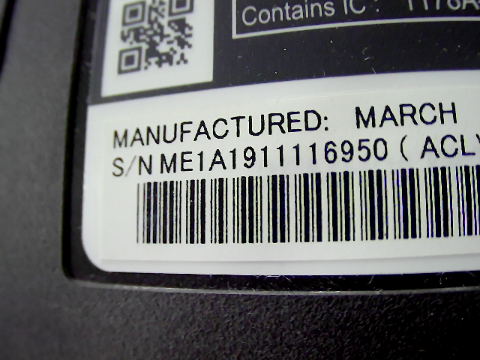 Contains IC :
MANUFACTURED: MARCH
S/N ME1A1911116950 ( ACL